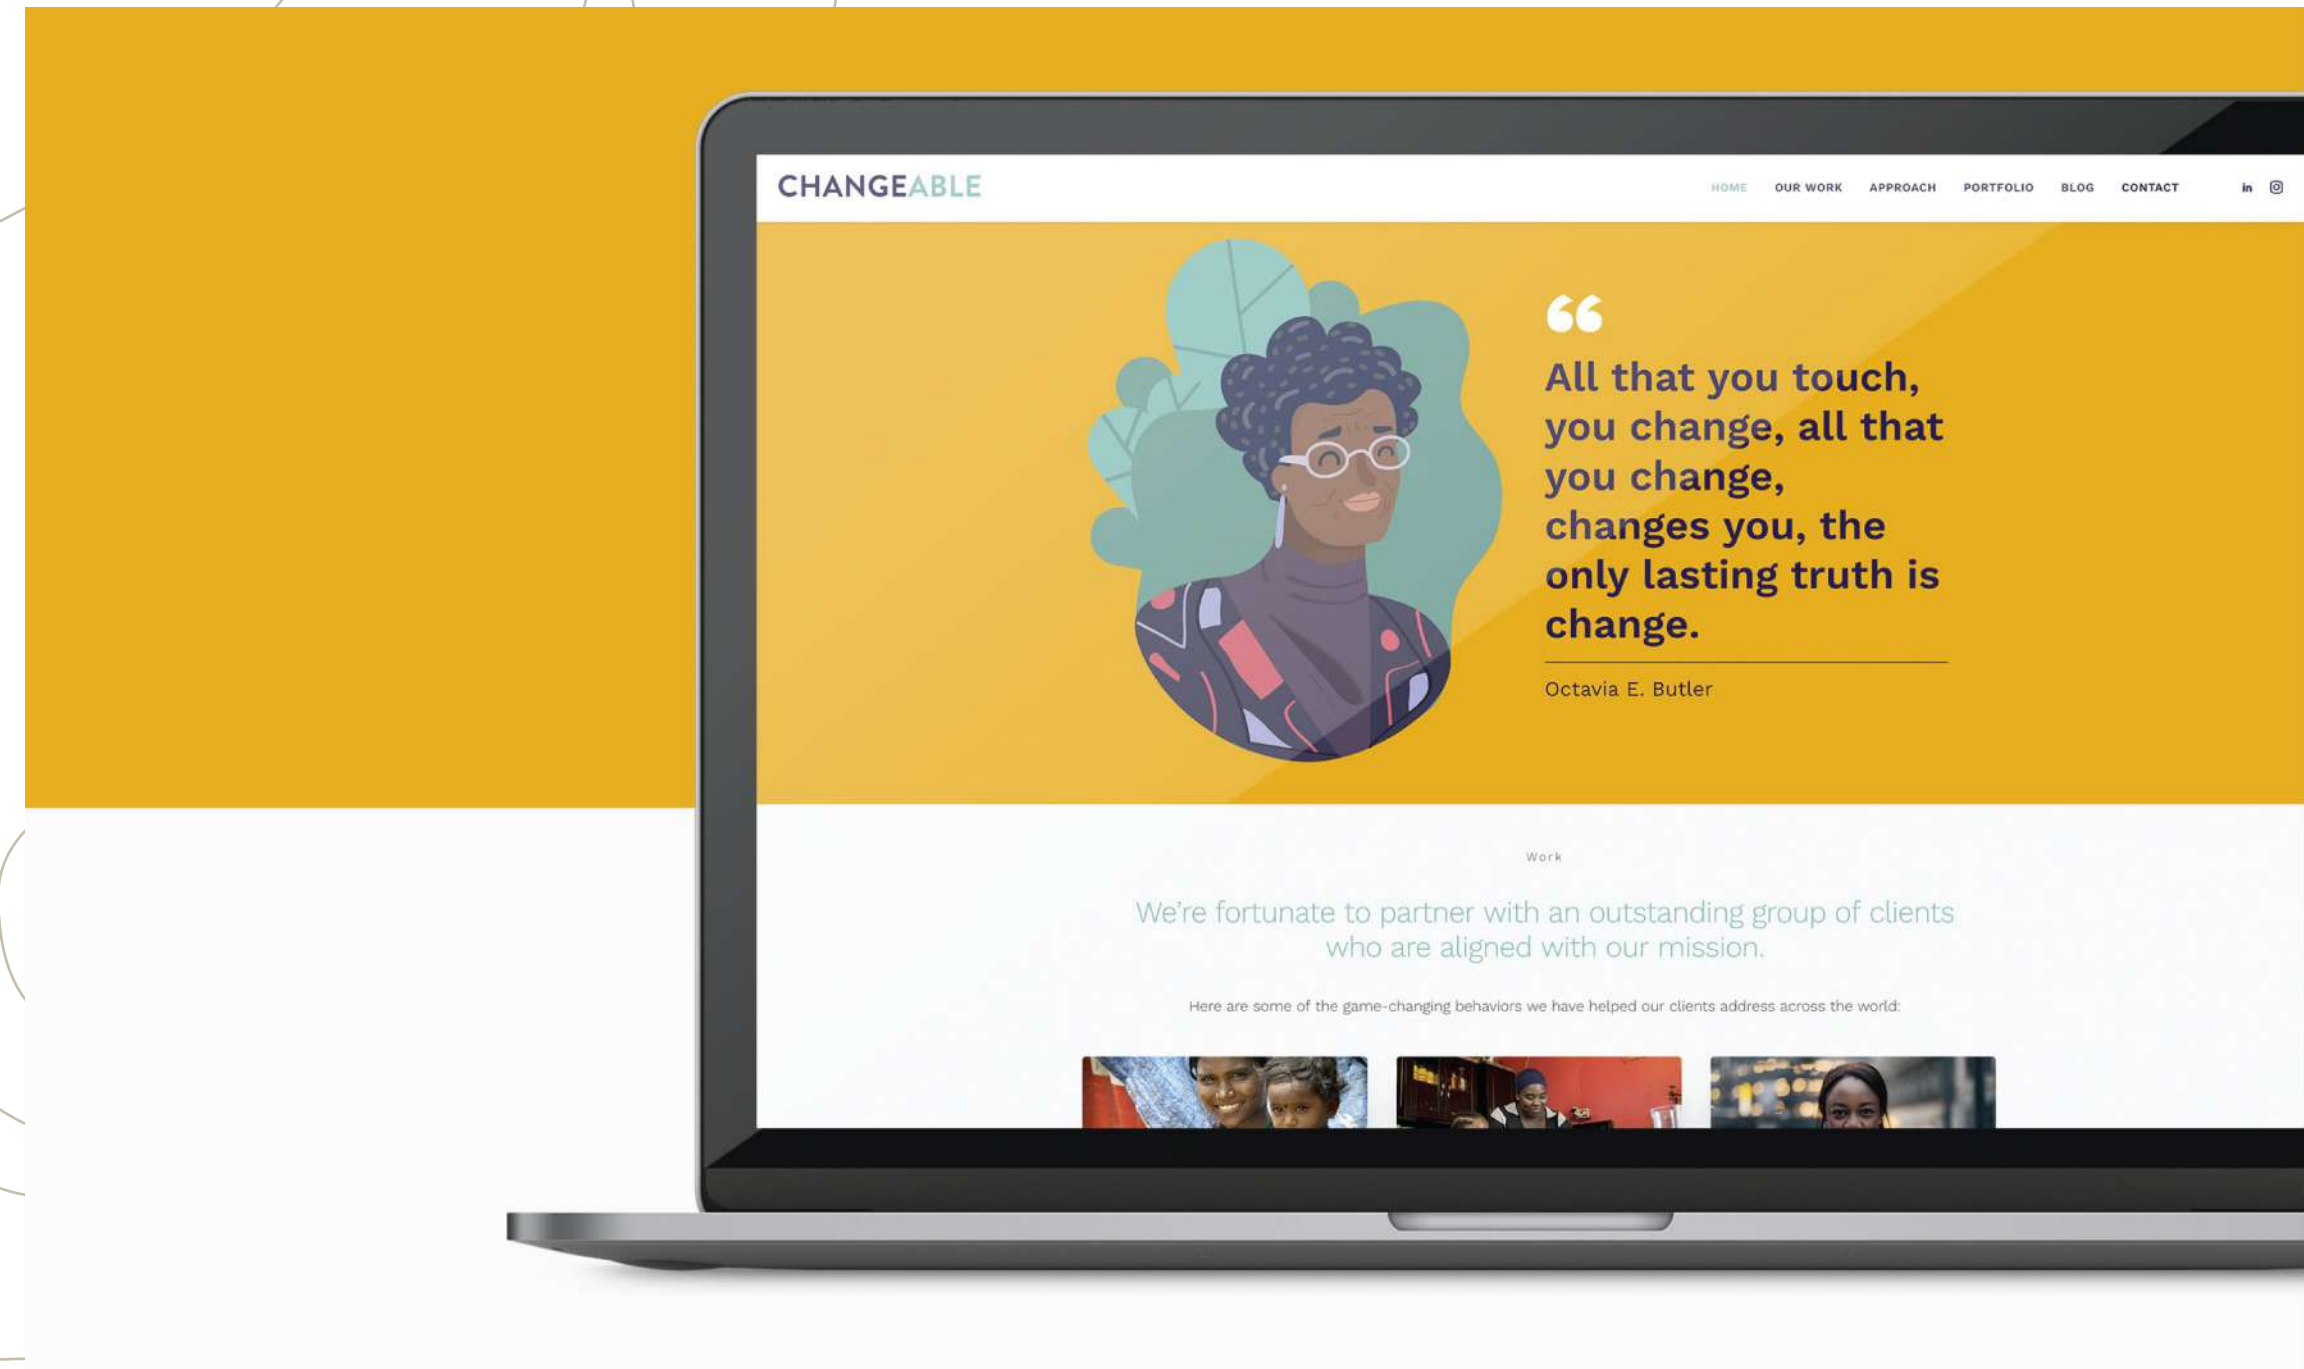 CHANGEABLE
HOME OUR WORK APPROACH PORTFOLIO BLOG CONTACT in
“
All that you touch,
you change, all that
you change,
changes you, the
only lasting truth is
change.
Octavia E. Butler
Work
We're fortunate to partner with an outstanding group of clients
who are aligned with our mission.
Here are some of the game-changing behaviors we have helped our clients address across the world: